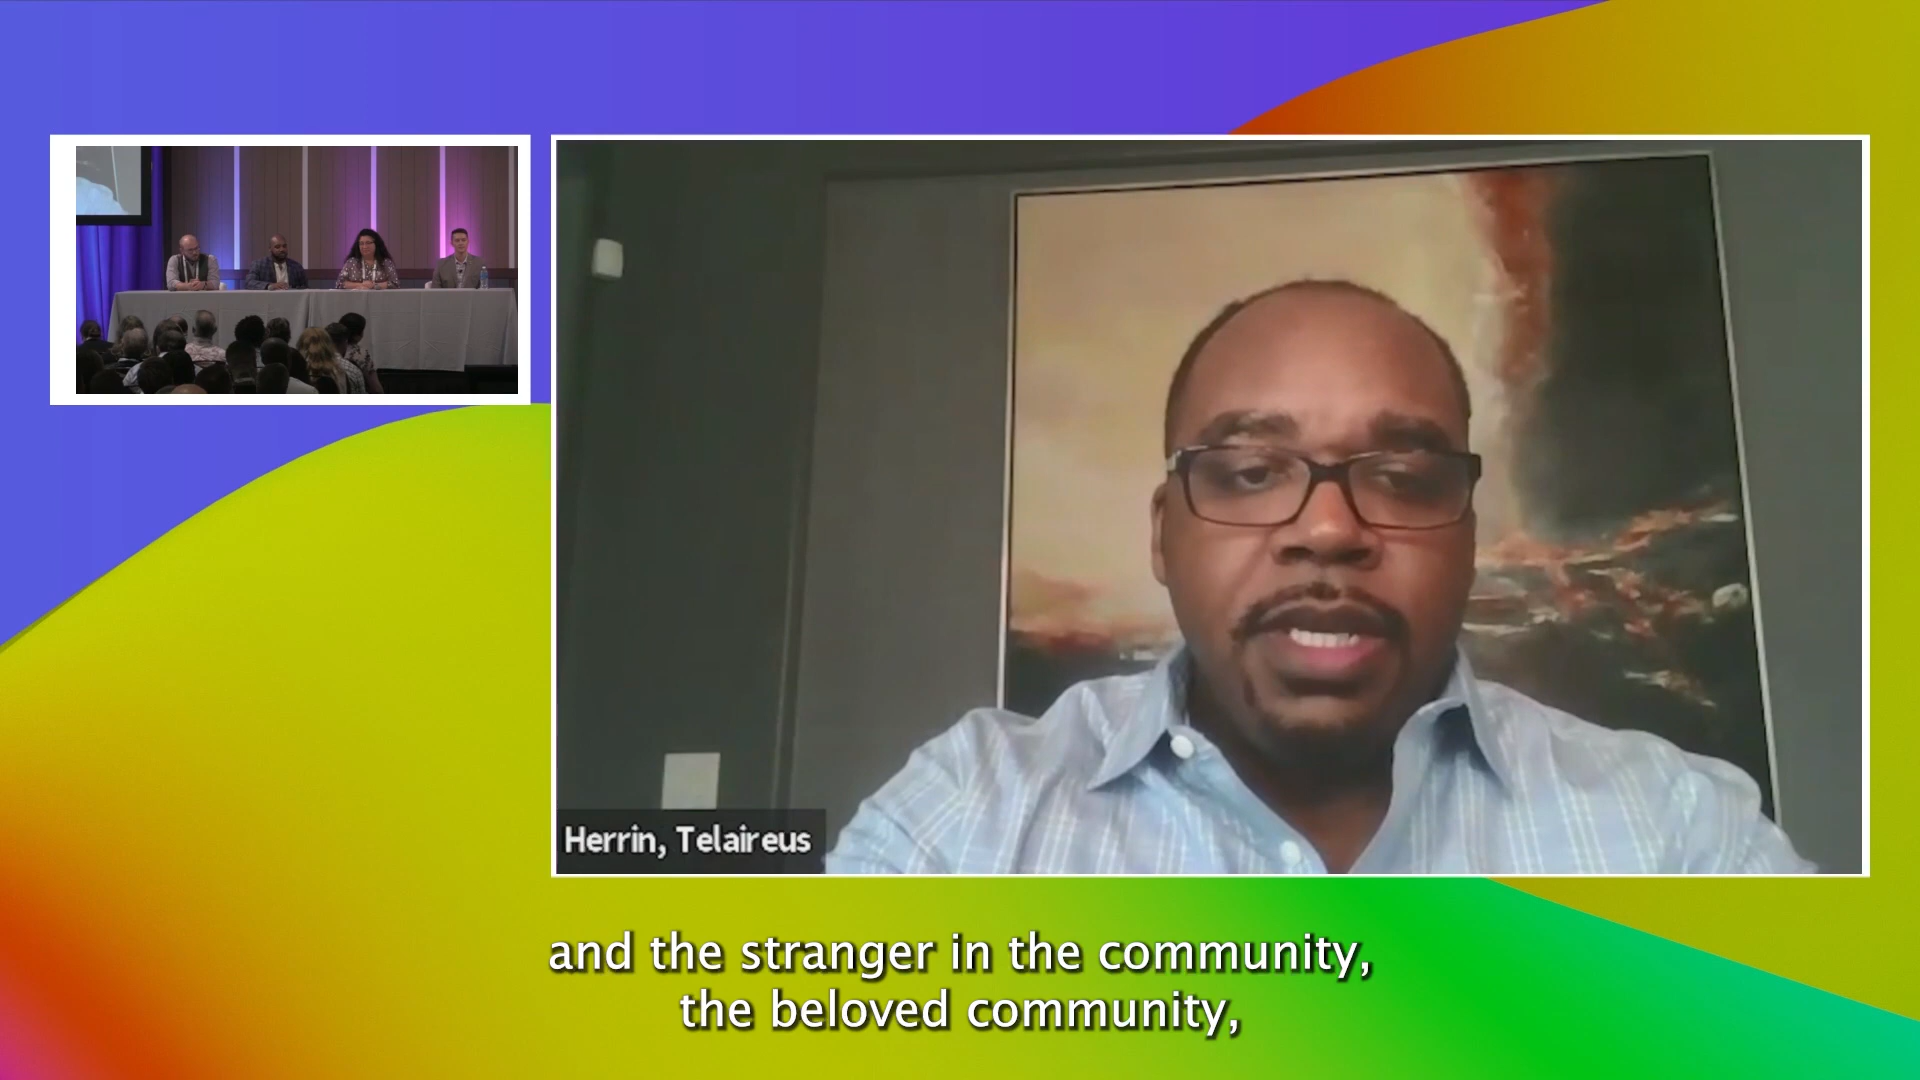 Herrin, Telaireus
and the stranger in the community,
the beloved community,